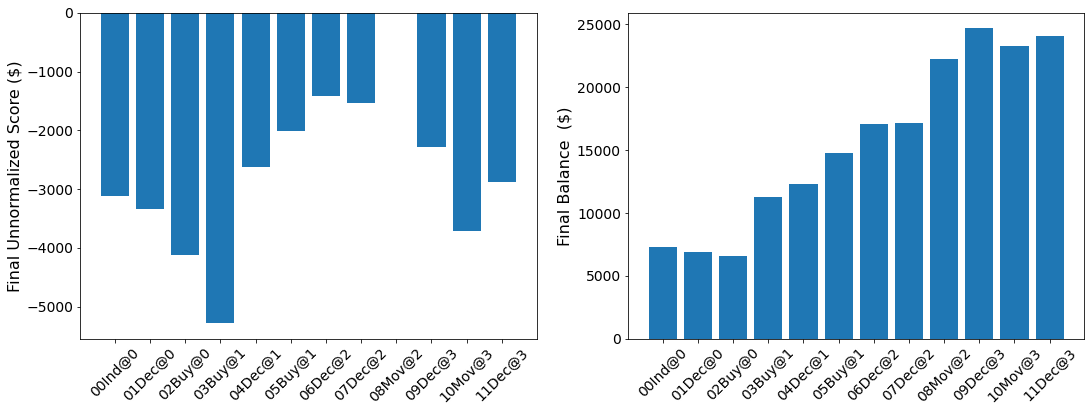 Final Unnormalized Score ($)
0
−1000
−2000
−3000
−4000
−5000
00Ind@0
01Dec@0
02Buy@0
03Buy@1
04Dec@1
05Buy@1
06Dec@2
07Dec@2
08Mov@2
09Dec@3
10Mov@3
11Dec@3
Final Balance ($)
25000
20000
15000
10000
5000
0
00Ind@0
01Dec@0
02Buy@0
03Buy@1
04Dec@1
05Buy@1
06Dec@2
07Dec@2
08Mov@2
09Dec@3
10Mov@3
11Dec@3